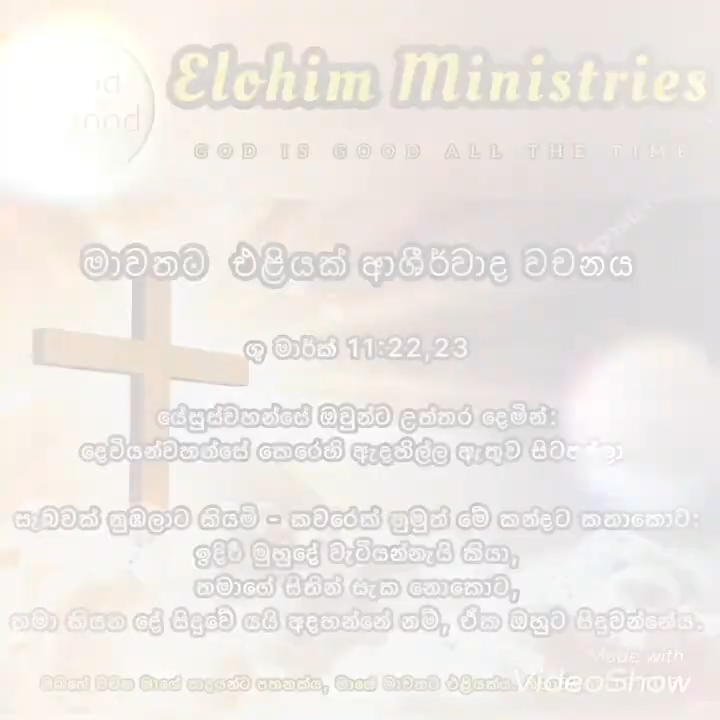 Elohim Ministries
GOD IS GOOD ALL THE TIME
මාවතට එළියක් ආශීර්වාද වචනය
ශු මාර්ක් 11:22,23
යේසුස්වහන්සේ ඔවුන්ට උත්තර දෙමින්:
දෙවියන්වහන්සේ කෙරෙහි ඇදහිල්ල ඇතුව
සැබවක් නුඹලාට කියමි - කවරෙක් නුමුත් මේ කන්දට කතාකොට:
ඉදිරී මුහුදේ වැටියන්නැයි කියා,
තමාගේ සිතින් සැක නොකොට,
තමා කියන දේ සිදුවේ යයි අදහන්නේ නම්, ඒක ඔහුට සිදුවන්නේය.
Made with
VideoShow